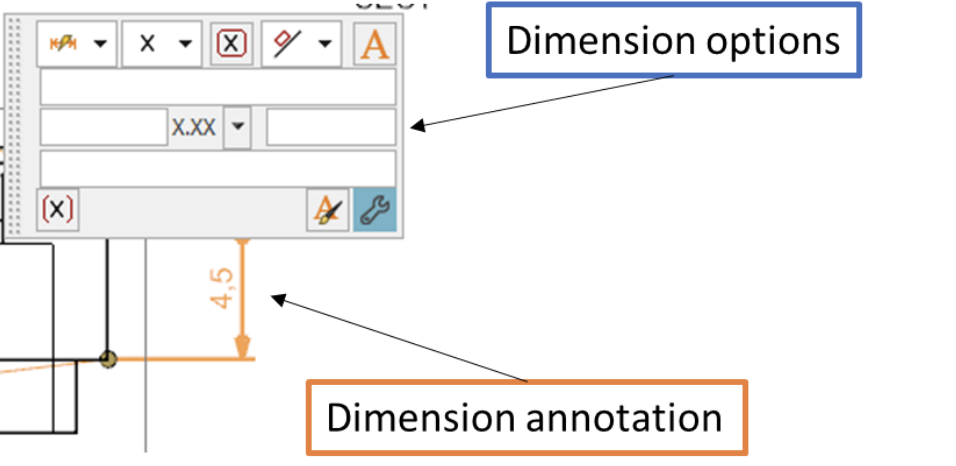 Dimension options
X
X
A
X.XX
(X)
A
4,5
Dimension annotation